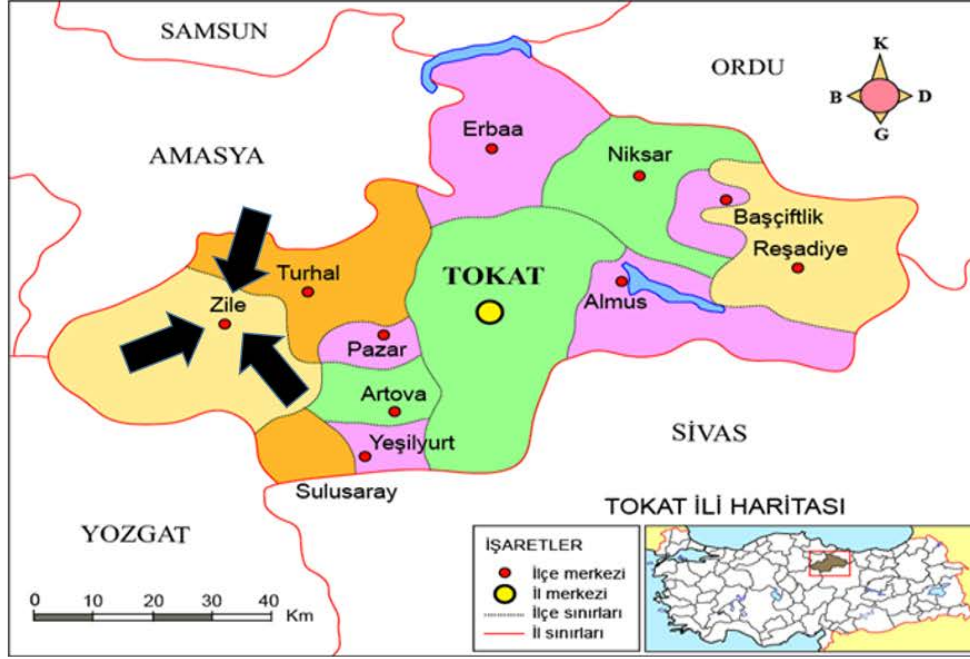 SAMSUN
ORDU
K
B D
G
AMASYA
Erbaa
Niksar
Başçiftlik
Reşadiye
Turhal
TOKAT
Almus
Zile
Pazar
Artova
Yeşilyurt
SİVAS
Sulusaray
YOZGAT
TOKAT İLİ HARİTASI
İŞARETLER
İlçe merkezi
İl merkezi
İlçe sınırları
İl sınırları
0 10 20 30 40 Km